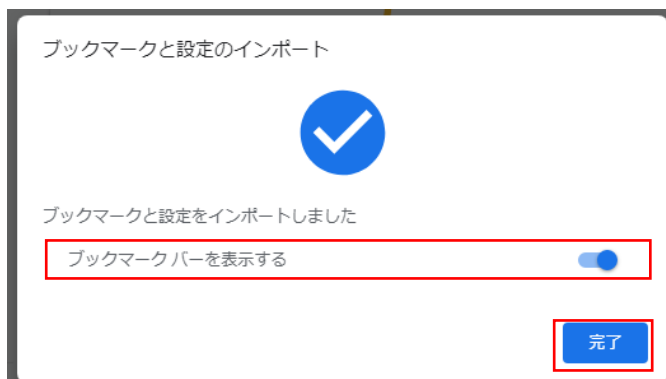 ブックマークと設定のインポート
ブックマークと設定をインポートしました
ブックマーク バーを表示する
完了